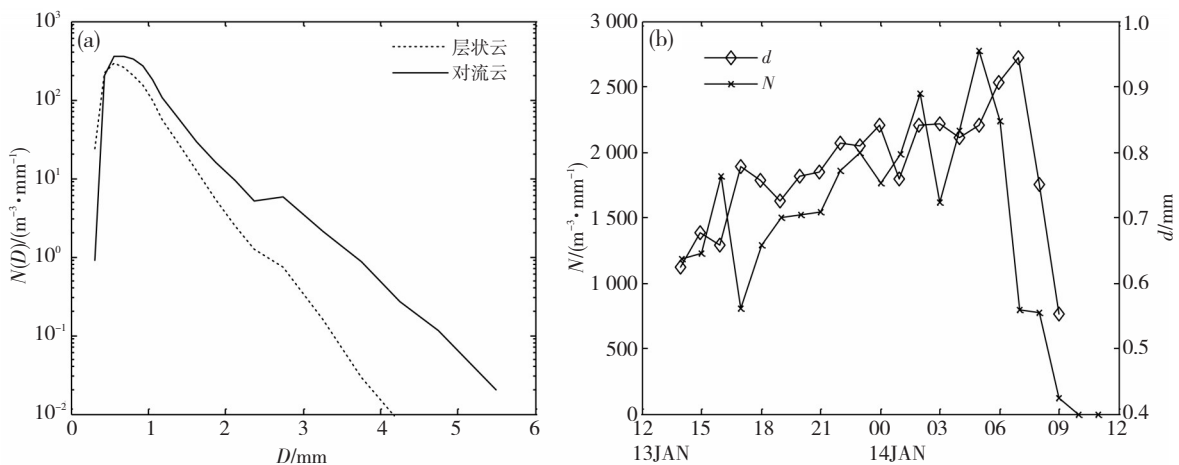 (a)
层状云
对流云
N(D)/(m⁻³•mm⁻¹)
10³
10²
10¹
10⁰
10⁻¹
10⁻²
0 1 2 3 4 5 6
D/mm
(b)
d
N
N/(m⁻³•mm⁻¹)
3 000
2 500
2 000
1 500
1 000
500
0
1.0
0.9
0.8
0.7
0.6
0.5
0.4
d/mm
12 15 18 21 00 03 06 09 12
13JAN 14JAN